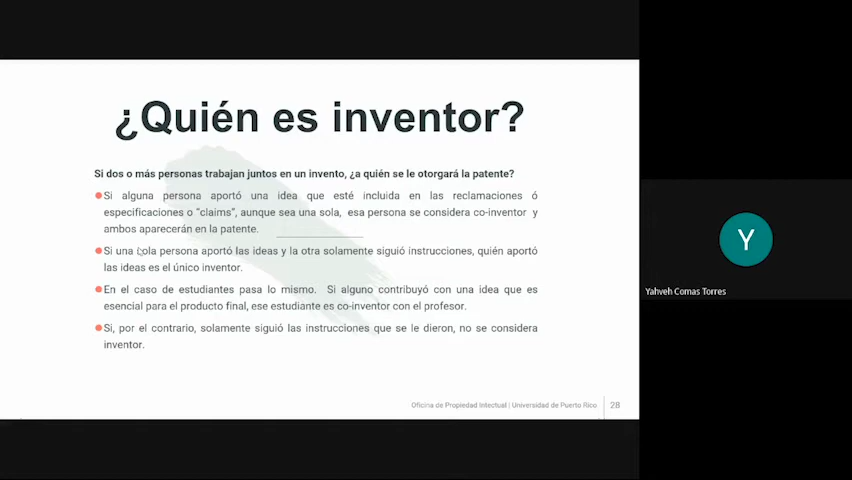 ¿Quién es inventor?
Si dos o más personas trabajan juntos en un invento, ¿a quién se le otorgará la patente?
Si alguna persona aportó una idea que esté incluida en las reclamaciones ó
especificaciones o “claims”, aunque sea una sola, esa persona se considera co-inventor y
ambos aparecerán en la patente.
Si una sola persona aportó las ideas y la otra solamente siguió instrucciones, quién aportó
las ideas es el único inventor.
En el caso de estudiantes pasa lo mismo. Si alguno contribuyó con una idea que es
esencial para el producto final, ese estudiante es co-inventor con el profesor.
Si, por el contrario, solamente siguió las instrucciones que se le dieron, no se considera
inventor.
Oficina de Propiedad Intectual | Universidad de Puerto Rico 28
Y
Yahveh Comas Torres